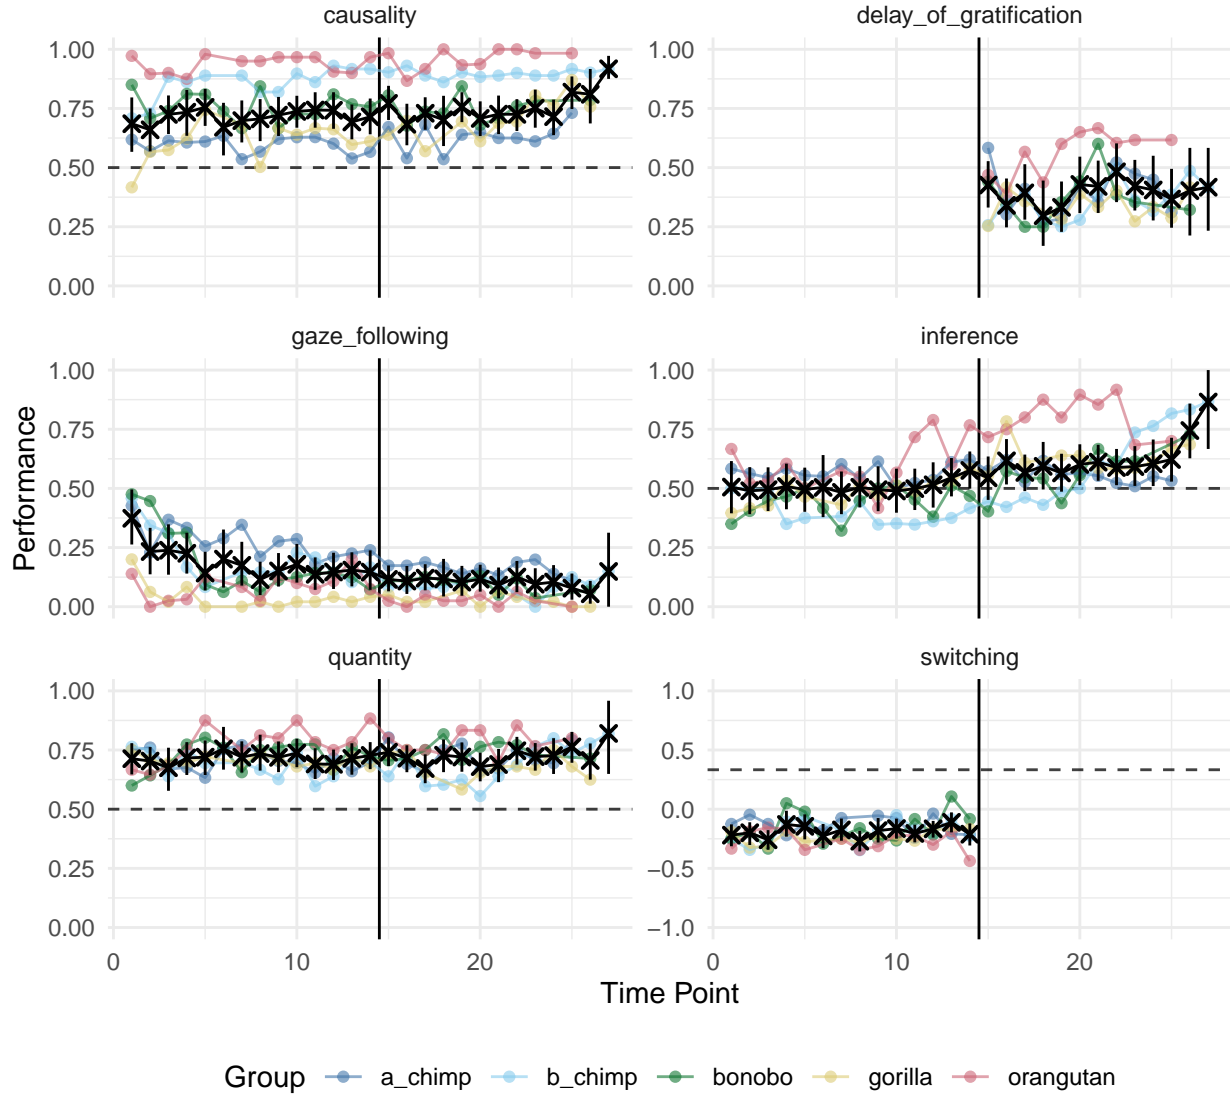 causality
delay_of_gratification
1.00
0.75
0.50
0.25
0.00
1.00
0.75
0.50
0.25
0.00
gaze_following
inference
1.00
0.75
0.50
0.25
0.00
1.00
0.75
0.50
0.25
0.00
Performance
quantity
switching
1.00
0.75
0.50
0.25
0.00
1.0
0.5
0.0
−0.5
−1.0
0 10 20
0 10 20
Time Point
Group a_chimp b_chimp bonobo gorilla orangutan